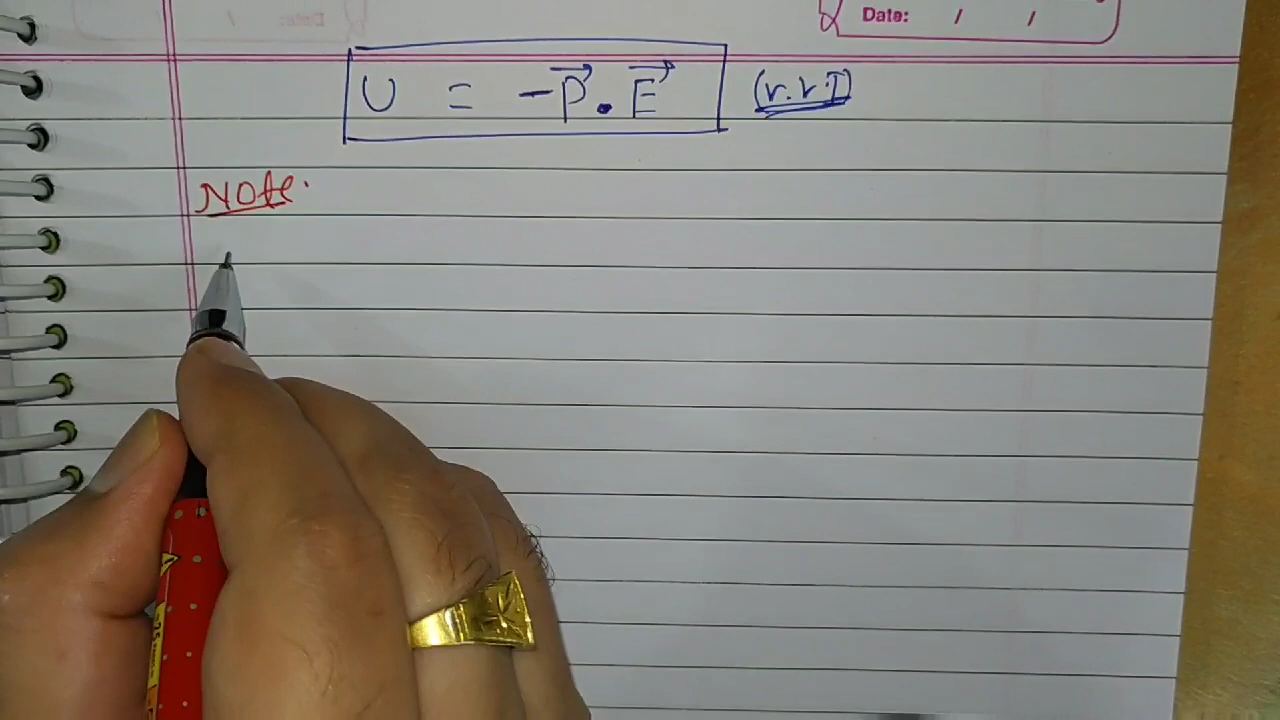 Date: / /
U = -P⃗ . E⃗ (V.V.I)
Note.